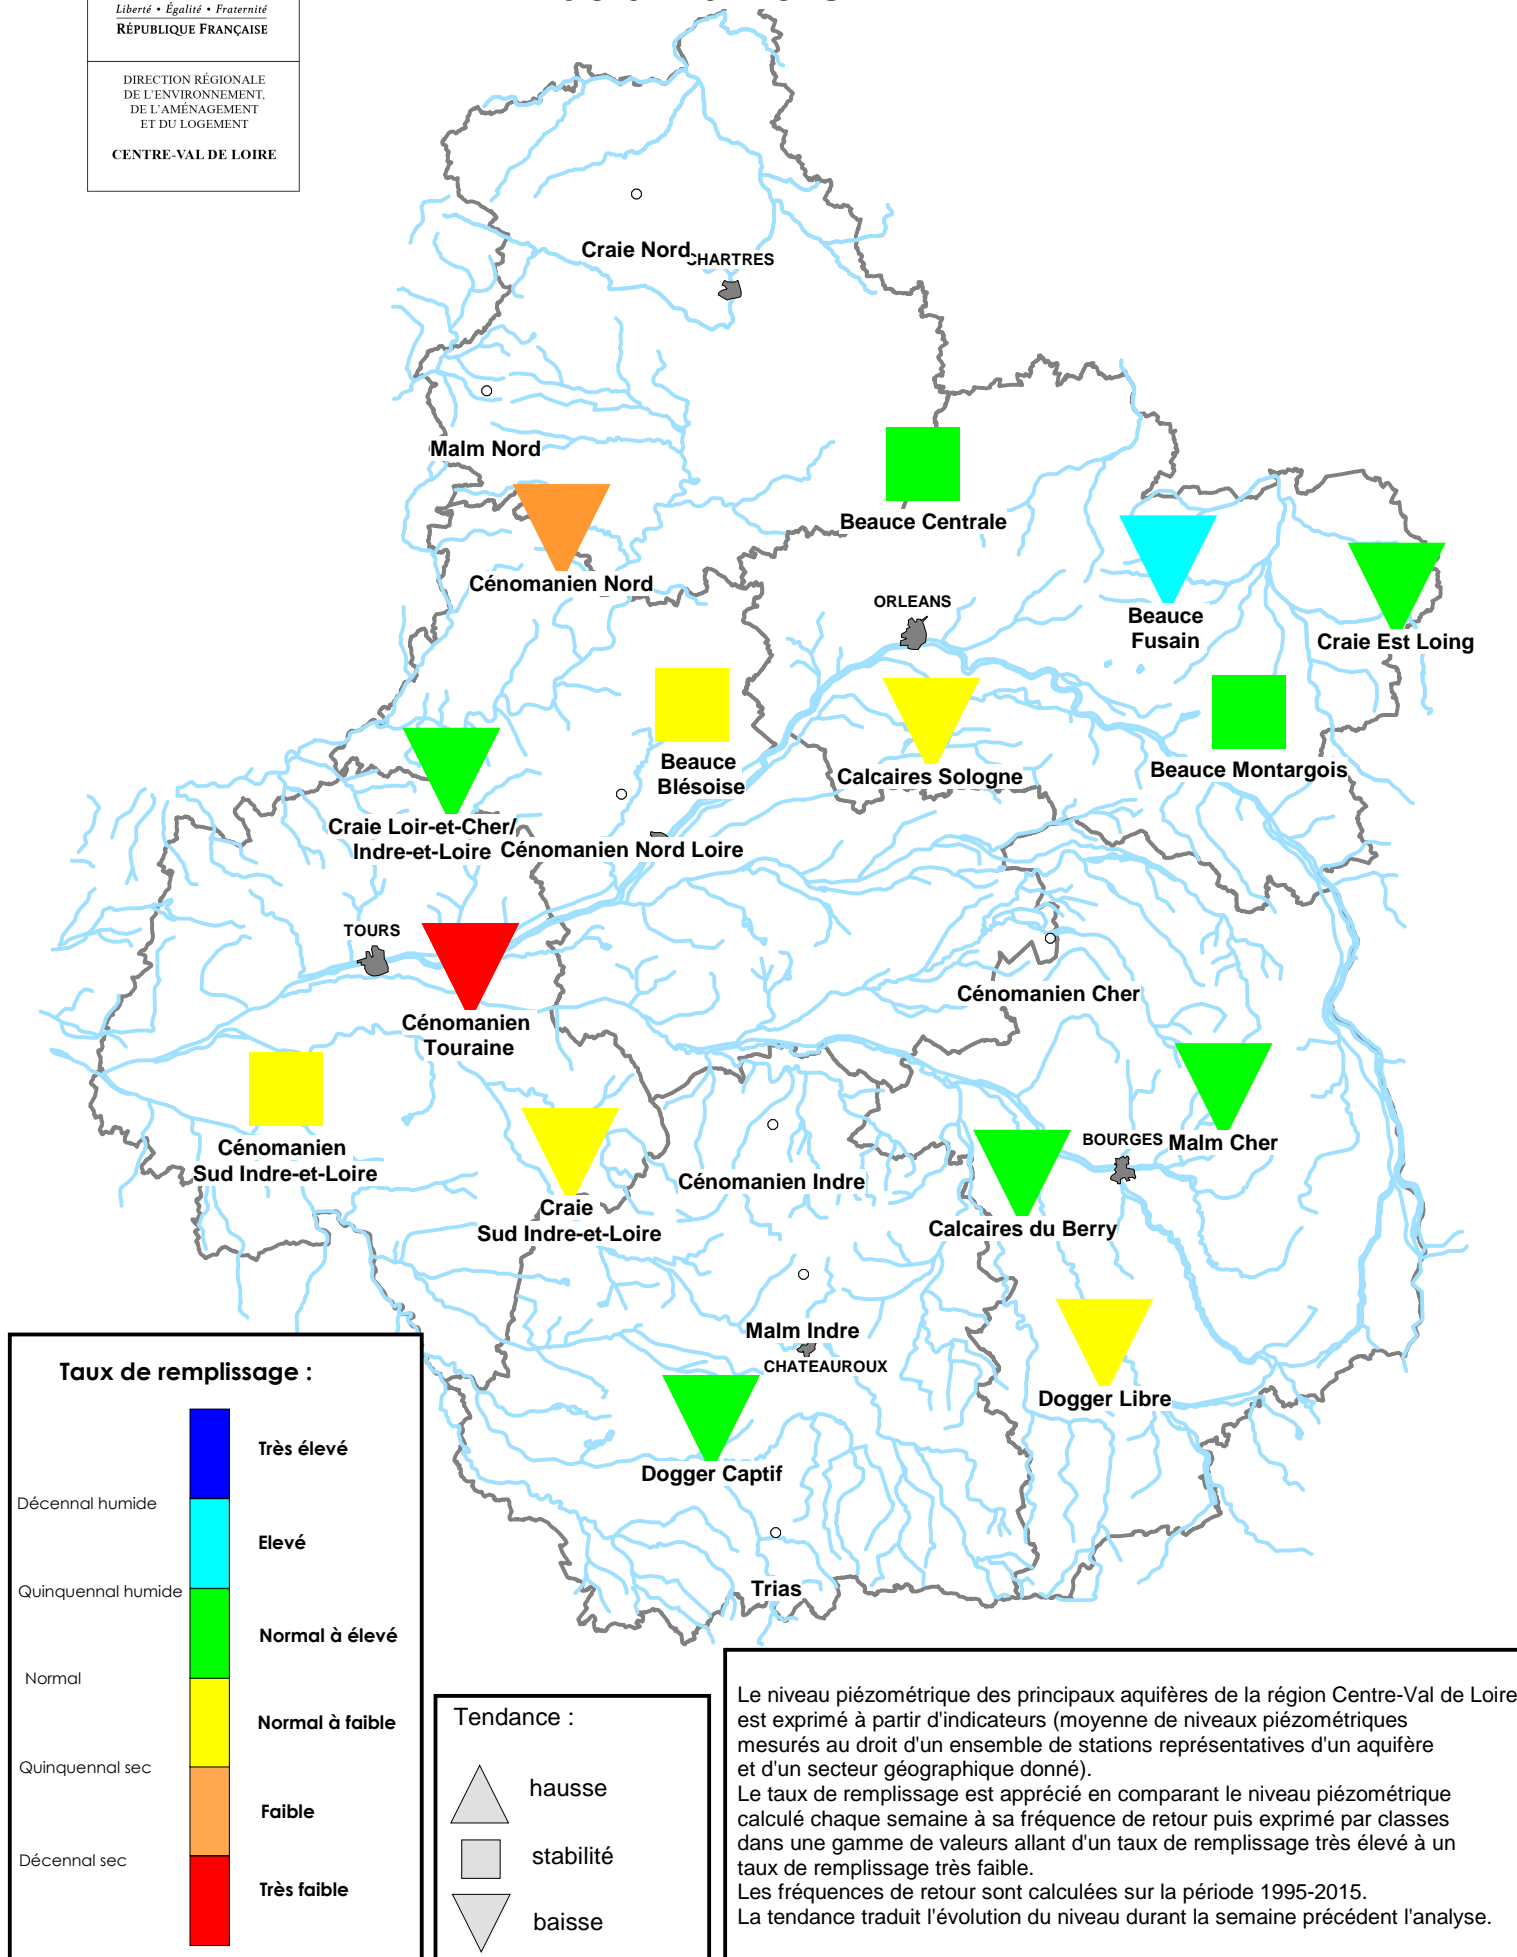 Liberté • Égalité • Fraternité
RÉPUBLIQUE FRANÇAISE
DIRECTION RÉGIONALE
DE L'ENVIRONNEMENT,
DE L'AMÉNAGEMENT
ET DU LOGEMENT
CENTRE-VAL DE LOIRE
Craie Nord
CHARTRES
Malm Nord
Beauce Centrale
Cénomanien Nord
ORLEANS
Beauce
Fusain
Craie Est Loing
Beauce
Blésoise
Calcaires Sologne
Beauce Montargois
Craie Loir-et-Cher/
Indre-et-Loire
Cénomanien Nord Loire
TOURS
Cénomanien
Touraine
Cénomanien Cher
Cénomanien
Sud Indre-et-Loire
Craie
Sud Indre-et-Loire
Cénomanien Indre
BOURGES
Malm Cher
Calcaires du Berry
Malm Indre
CHATEAUROUX
Dogger Libre
Dogger Captif
Trias
Taux de remplissage :
Très élevé
Décennal humide
Elevé
Quinquennal humide
Normal à élevé
Normal
Normal à faible
Quinquennal sec
Faible
Décennal sec
Très faible
Tendance :
hausse
stabilité
baisse
Le niveau piézométrique des principaux aquifères de la région Centre-Val de Loire
est exprimé à partir d'indicateurs (moyenne de niveaux piézométriques
mesurés au droit d'un ensemble de stations représentatives d'un aquifère
et d'un secteur géographique donné).
Le taux de remplissage est apprécié en comparant le niveau piézométrique
calculé chaque semaine à sa fréquence de retour puis exprimé par classes
dans une gamme de valeurs allant d'un taux de remplissage très élevé à un
taux de remplissage très faible.
Les fréquences de retour sont calculées sur la période 1995-2015.
La tendance traduit l'évolution du niveau durant la semaine précédent l'analyse.